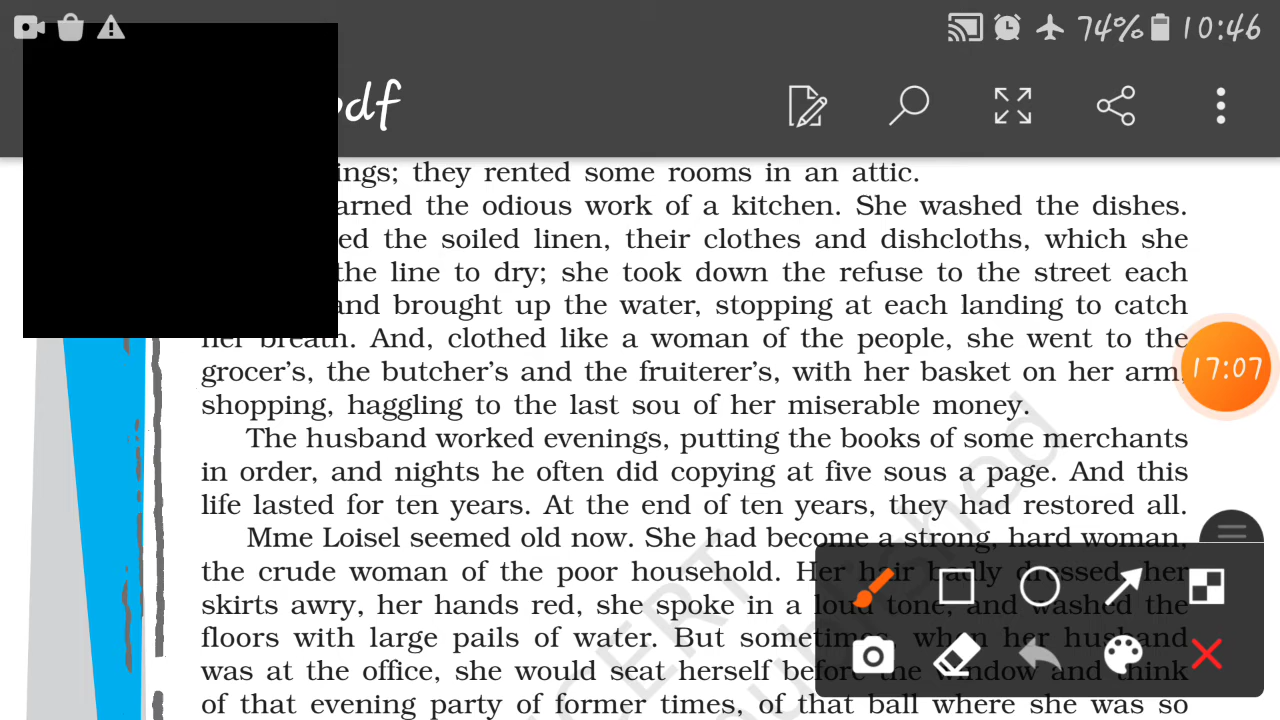 74% 10:46
pdf
ings; they rented some rooms in an attic.
arned the odious work of a kitchen. She washed the dishes.
ed the soiled linen, their clothes and dishcloths, which she
the line to dry; she took down the refuse to the street each
and brought up the water, stopping at each landing to catch
her breath. And, clothed like a woman of the people, she went to the
grocer's, the butcher's and the fruiterer's, with her basket on her arm,
17:07
shopping, haggling to the last sou of her miserable money.
The husband worked evenings, putting the books of some merchants
in order, and nights he often did copying at five sous a page. And this
life lasted for ten years. At the end of ten years, they had restored all.
Mme Loisel seemed old now. She had become a strong, hard woman,
the crude woman of the poor household. Her hair badly dressed, her
skirts awry, her hands red, she spoke in a loud tone, and washed the
floors with large pails of water. But sometimes, when her husband
was at the office, she would seat herself before the window and think
of that evening party of former times, of that ball where she was so